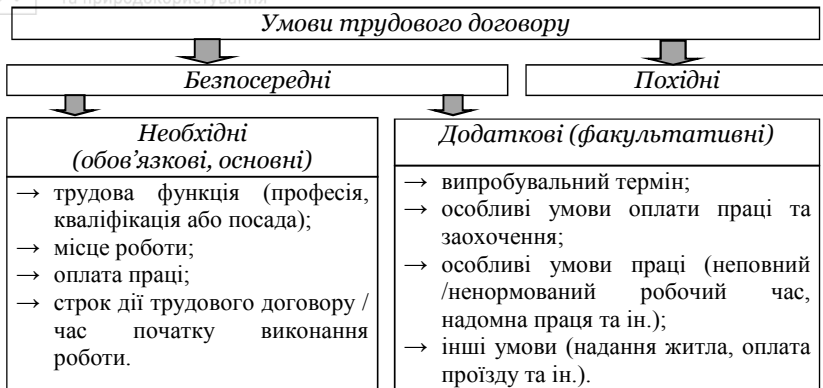 та природокористування
Умови трудового договору
Безпосередні
Похідні
Необхідні
(обов’язкові, основні)
→ трудова функція (професія,
кваліфікація або посада);
→ місце роботи;
→ оплата праці;
→ строк дії трудового договору /
час початку виконання
роботи.
Додаткові (факультативні)
→ випробувальний термін;
→ особливі умови оплати праці та
заохочення;
→ особливі умови праці (неповний
/ненормований робочий час,
надомна праця та ін.);
→ інші умови (надання житла, оплата
проїзду та ін.).